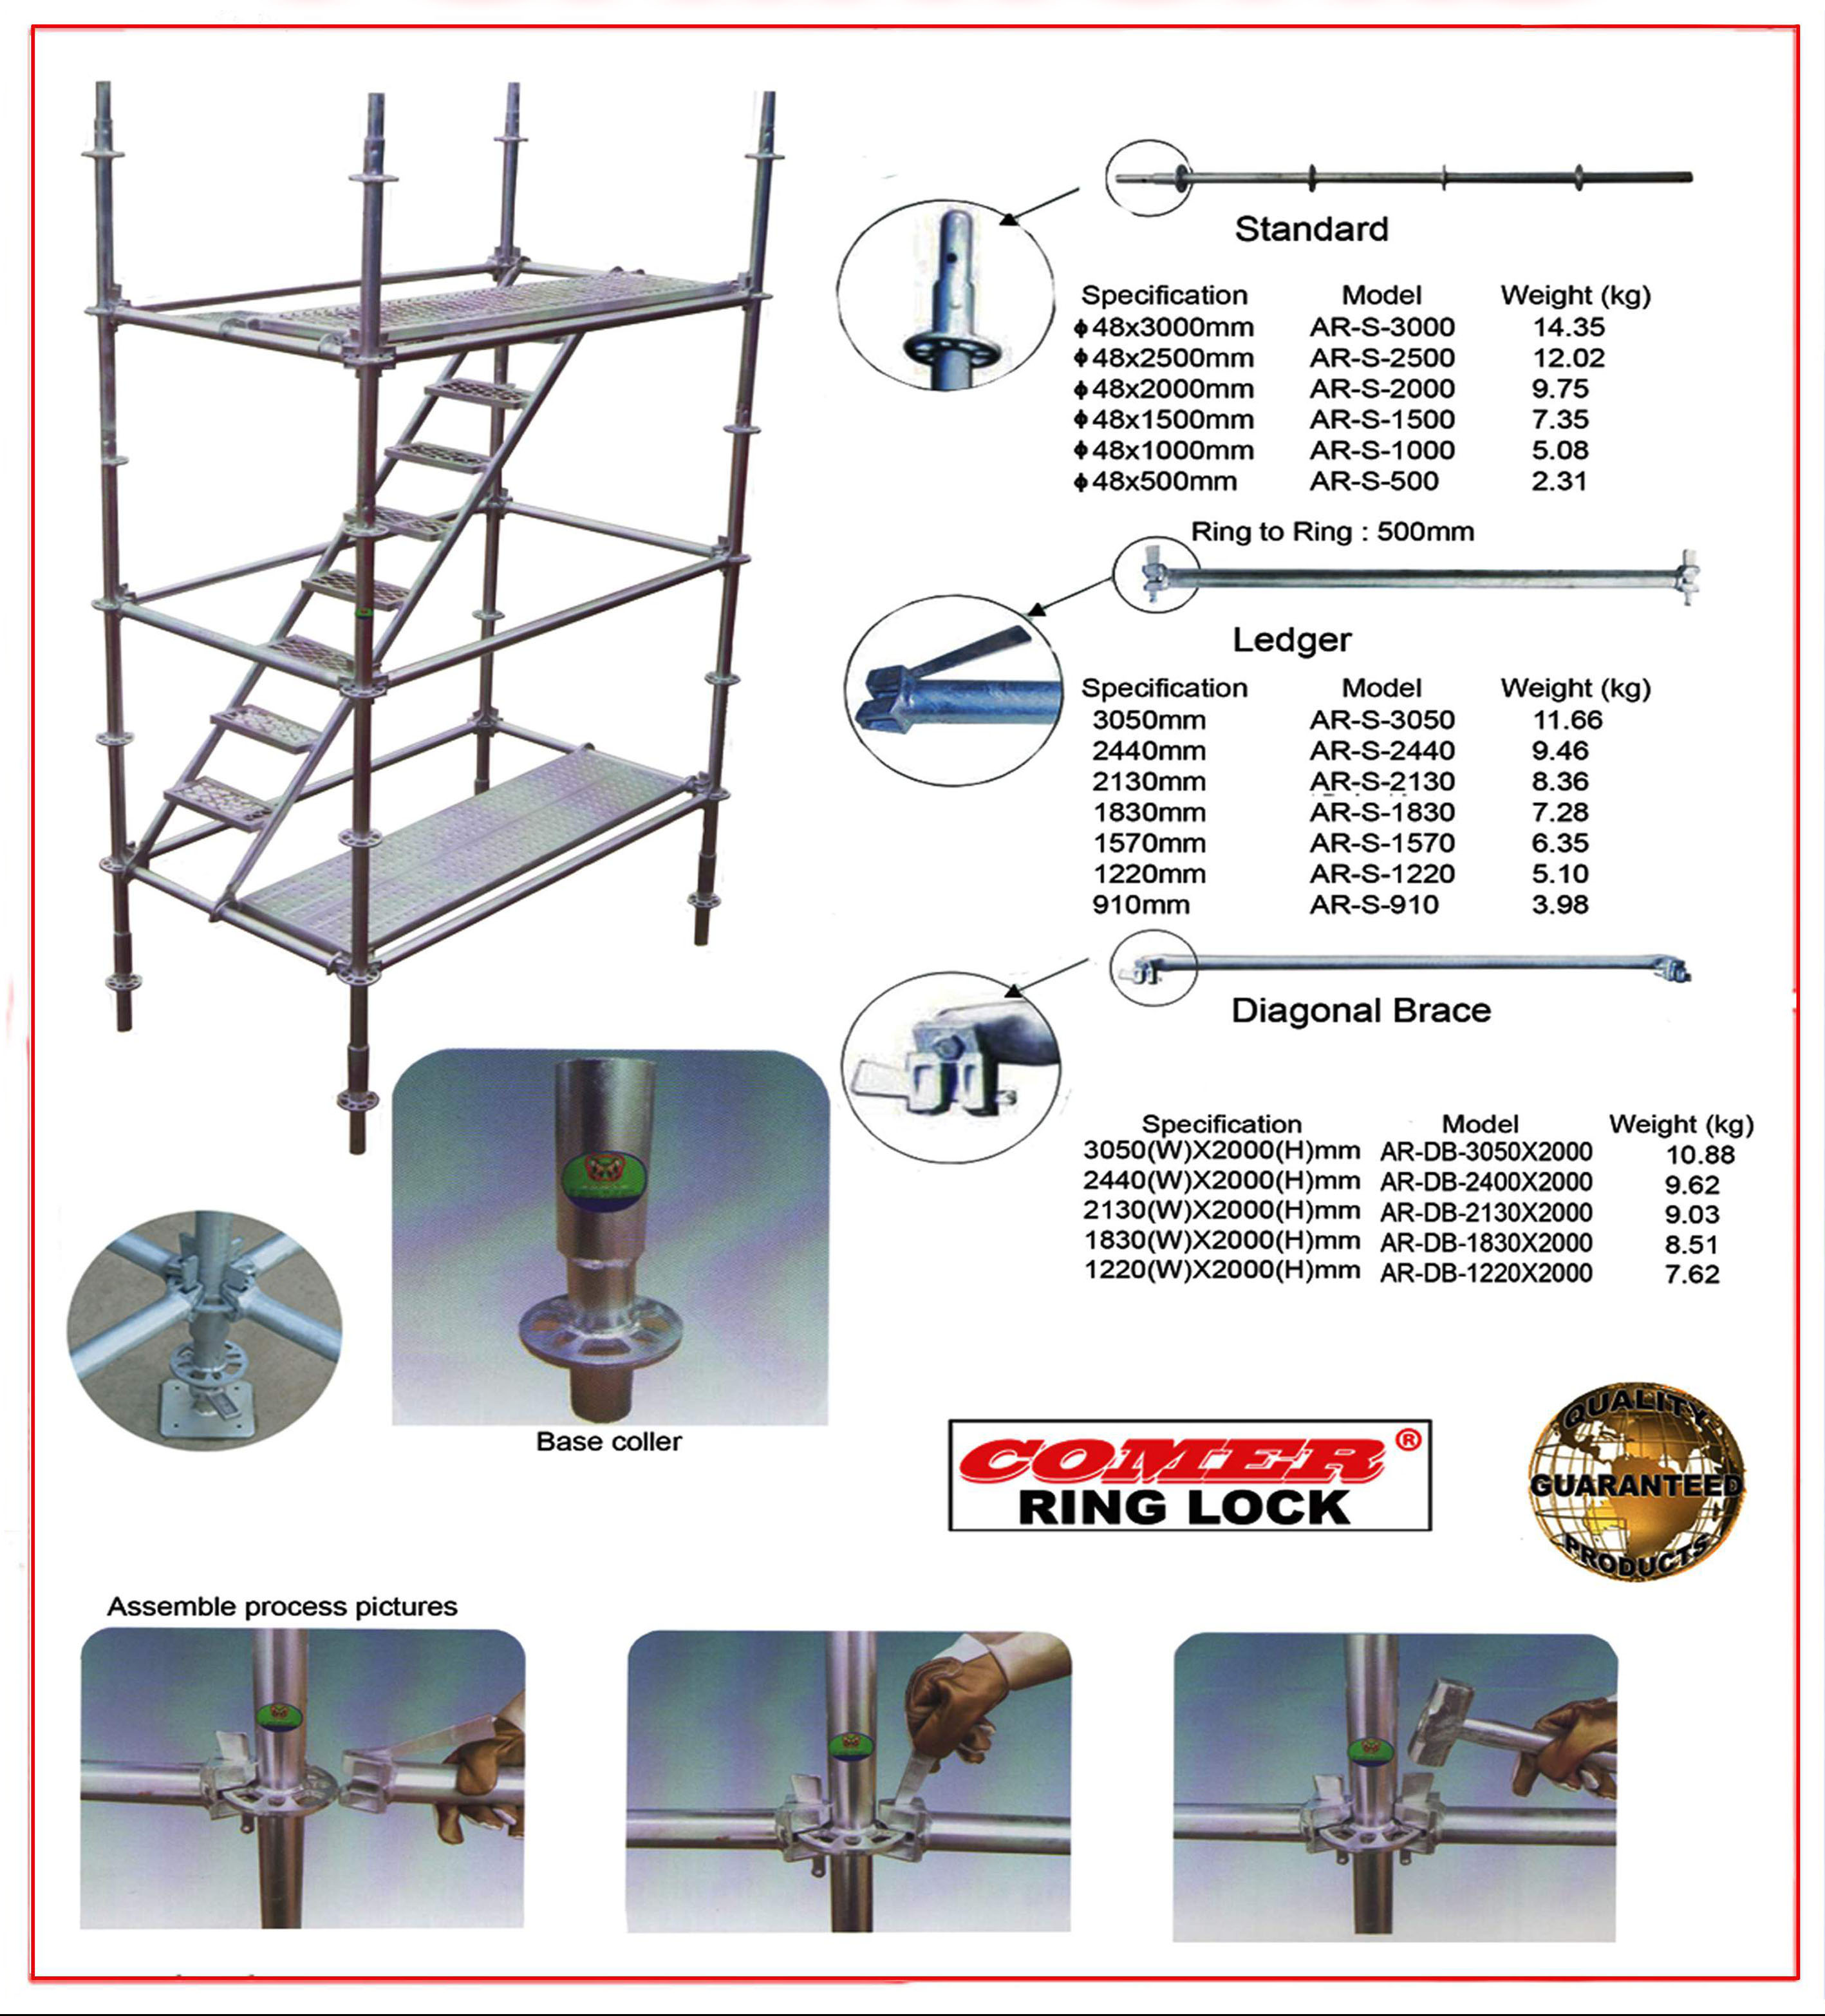 Standard
Specification Model Weight (kg)
ϕ48x3000mm AR-S-3000 14.35
ϕ48x2500mm AR-S-2500 12.02
ϕ48x2000mm AR-S-2000 9.75
ϕ48x1500mm AR-S-1500 7.35
ϕ48x1000mm AR-S-1000 5.08
ϕ48x500mm AR-S-500 2.31
Ring to Ring : 500mm
Ledger
Specification Model Weight (kg)
3050mm AR-S-3050 11.66
2440mm AR-S-2440 9.46
2130mm AR-S-2130 8.36
1830mm AR-S-1830 7.28
1570mm AR-S-1570 6.35
1220mm AR-S-1220 5.10
910mm AR-S-910 3.98
Diagonal Brace
Specification Model Weight (kg)
3050(W)X2000(H)mm AR-DB-3050X2000 10.88
2440(W)X2000(H)mm AR-DB-2400X2000 9.62
2130(W)X2000(H)mm AR-DB-2130X2000 9.03
1830(W)X2000(H)mm AR-DB-1830X2000 8.51
1220(W)X2000(H)mm AR-DB-1220X2000 7.62
Base coller
COMER®
RING LOCK
QUALITY
GUARANTEED
PRODUCTS
Assemble process pictures